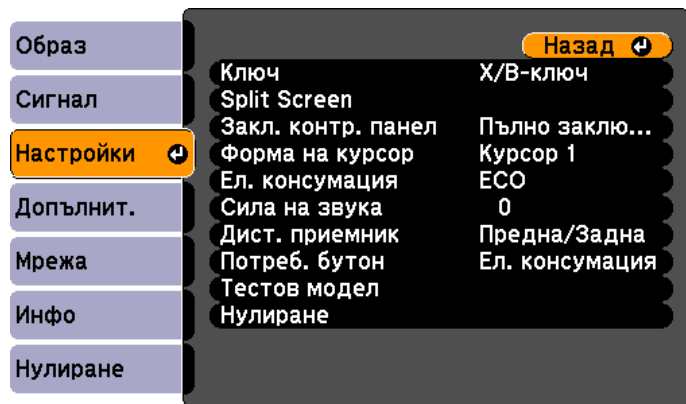 Образ
Сигнал
Настройки
Допълнит.
Мрежа
Инфо
Нулиране
Назад
Ключ Х/В-ключ
Split Screen
Закл. контр. панел Пълно заклю...
Форма на курсор Курсор 1
Ел. консумация ECO
Сила на звука 0
Дист. приемник Предна/Задна
Потреб. бутон Ел. консумация
Тестов модел
Нулиране